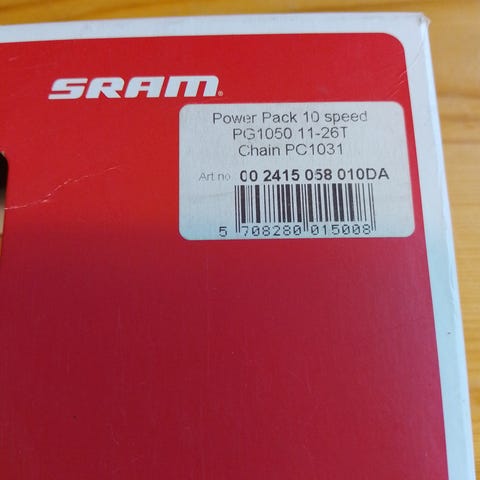 SRAM
Power Pack 10 speed
PG1050 11-26T
Chain PC1031
Art no. 00 2415 058 010DA
5 708280 015008